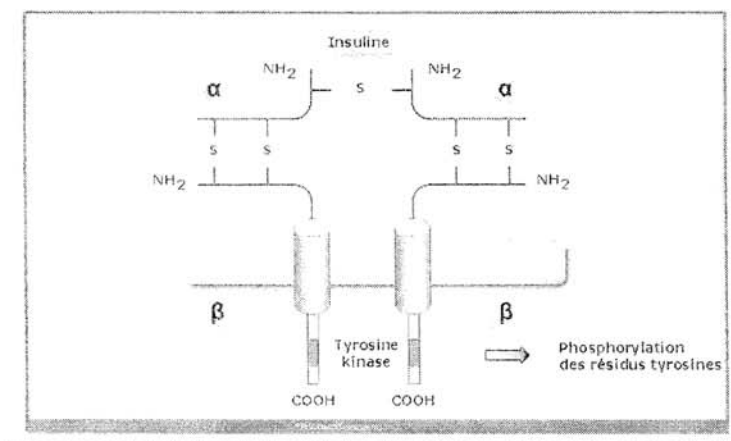 Insuline
NH2 NH2
α S α
S S S S
NH2 NH2
β β
Tyrosine
kinase
Phosphorylation
des résidus tyrosines
COOH COOH